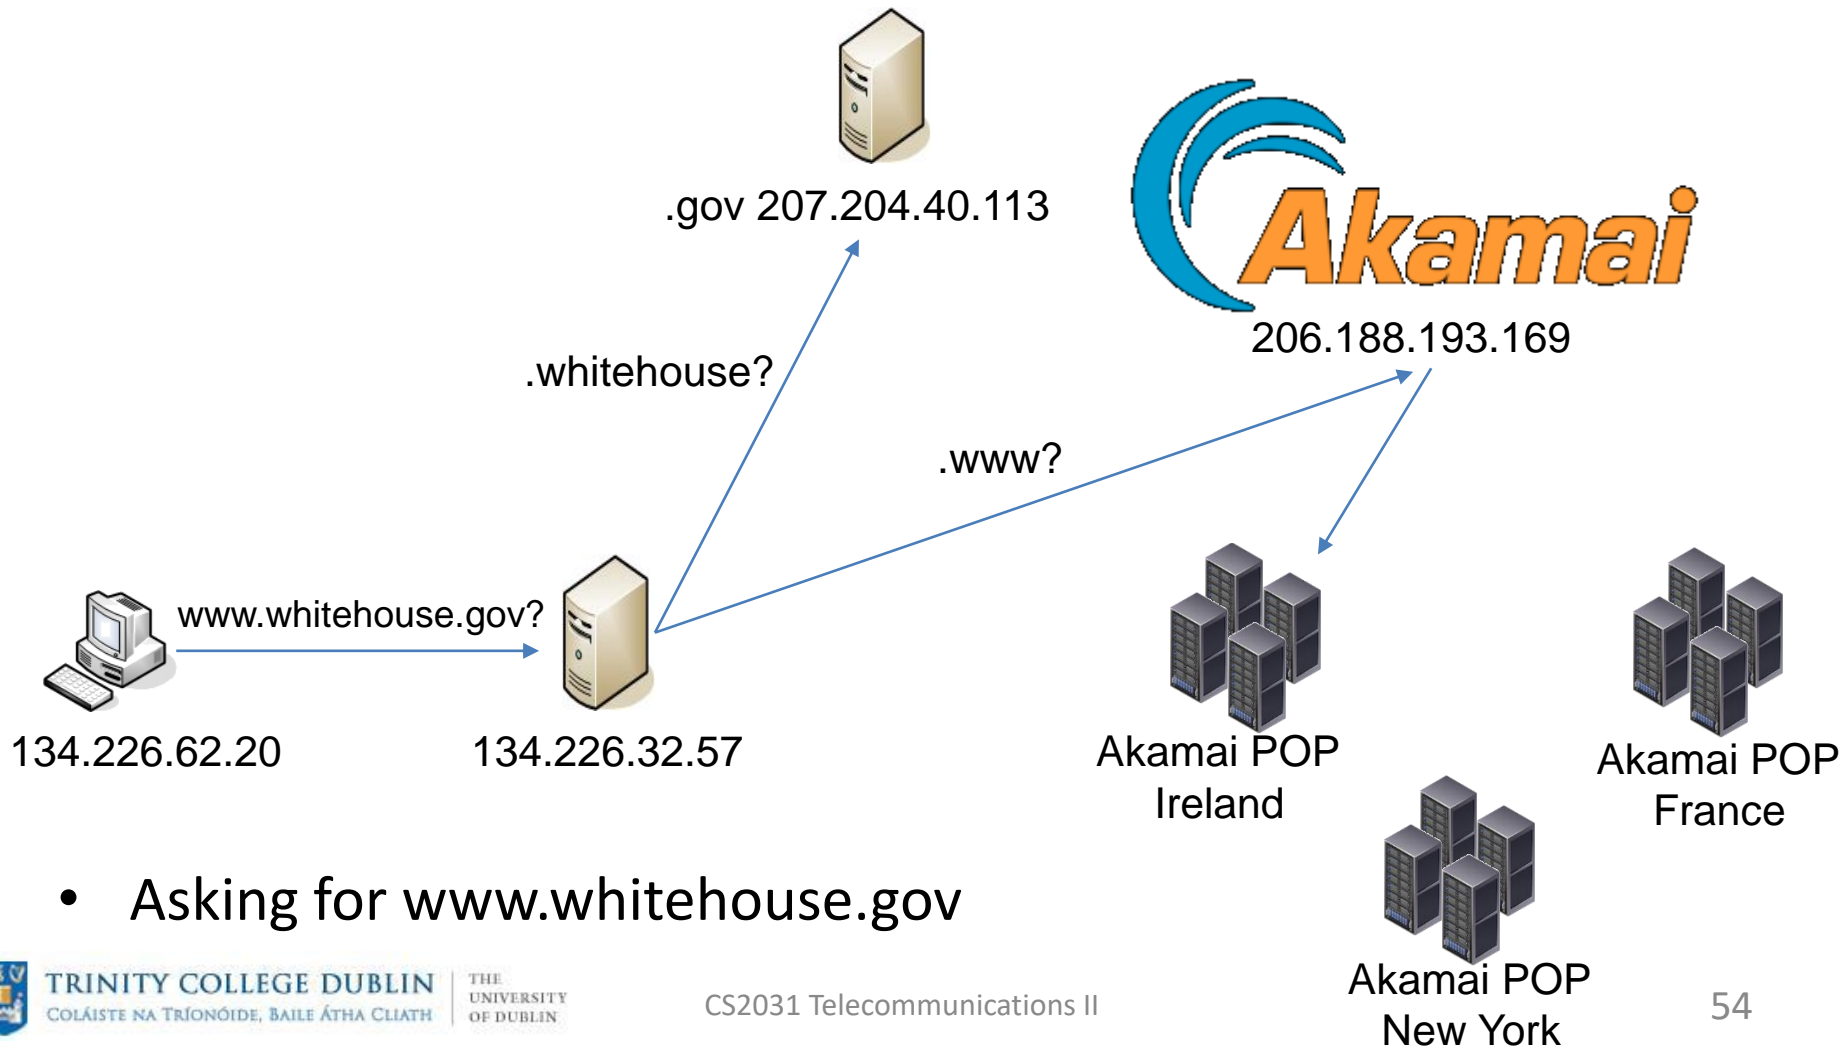 .gov 207.204.40.113
Akamai
206.188.193.169
.whitehouse?
.www?
www.whitehouse.gov?
134.226.62.20
134.226.32.57
Akamai POP
Ireland
Akamai POP
France
Akamai POP
New York
• Asking for www.whitehouse.gov
TRINITY COLLEGE DUBLIN
COLÁISTE NA TRÍONÓIDE, BAILE ÁTHA CLIATH
THE
UNIVERSITY
OF DUBLIN
CS2031 Telecommunications II
54